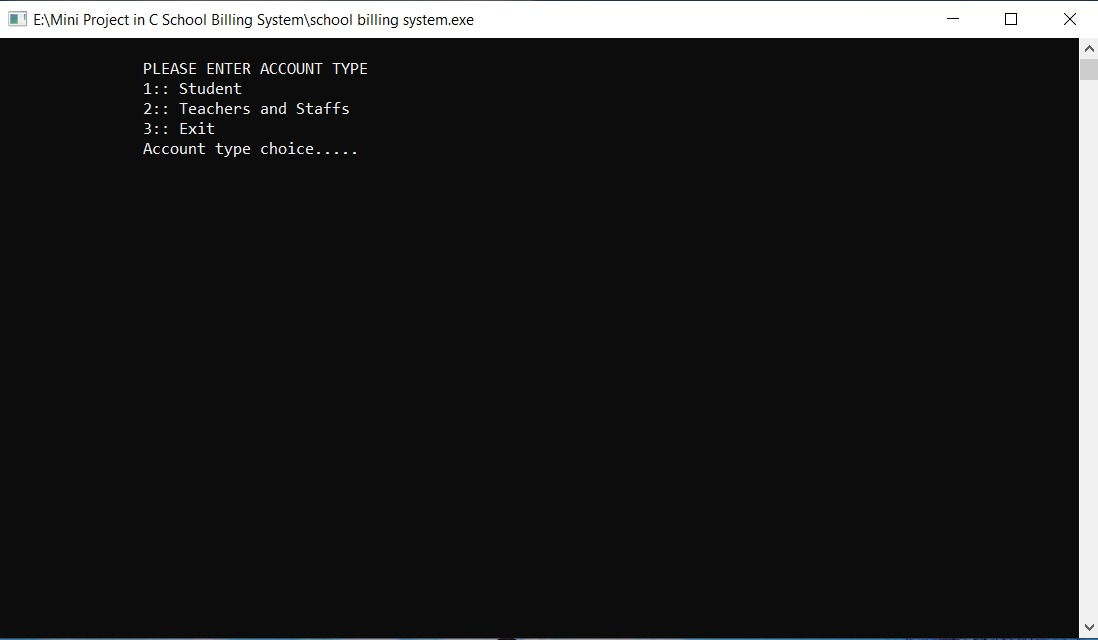 E:\Mini Project in C School Billing System\school billing system.exe
PLEASE ENTER ACCOUNT TYPE
1:: Student
2:: Teachers and Staffs
3:: Exit
Account type choice.....